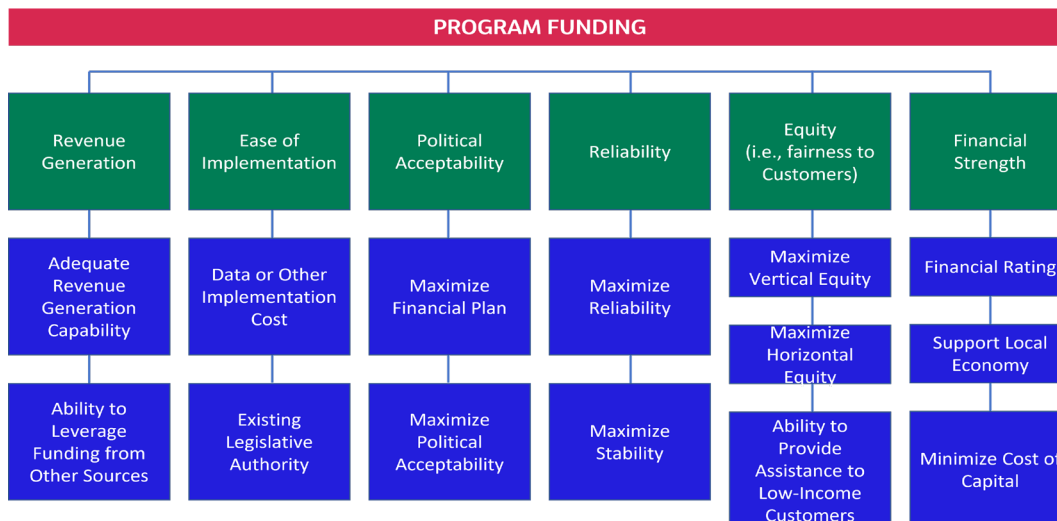 PROGRAM FUNDING
Revenue
Generation
Ease of
Implementation
Political
Acceptability
Reliability
Equity
(i.e., fairness to
Customers)
Financial
Strength
Adequate
Revenue
Generation
Capability
Data or Other
Implementation
Cost
Maximize
Financial Plan
Maximize
Reliability
Maximize
Vertical Equity
Financial Rating
Maximize
Horizontal
Equity
Support Local
Economy
Ability to
Leverage
Funding from
Other Sources
Existing
Legislative
Authority
Maximize
Political
Acceptability
Maximize
Stability
Ability to
Provide
Assistance to
Low-Income
Customers
Minimize Cost of
Capital